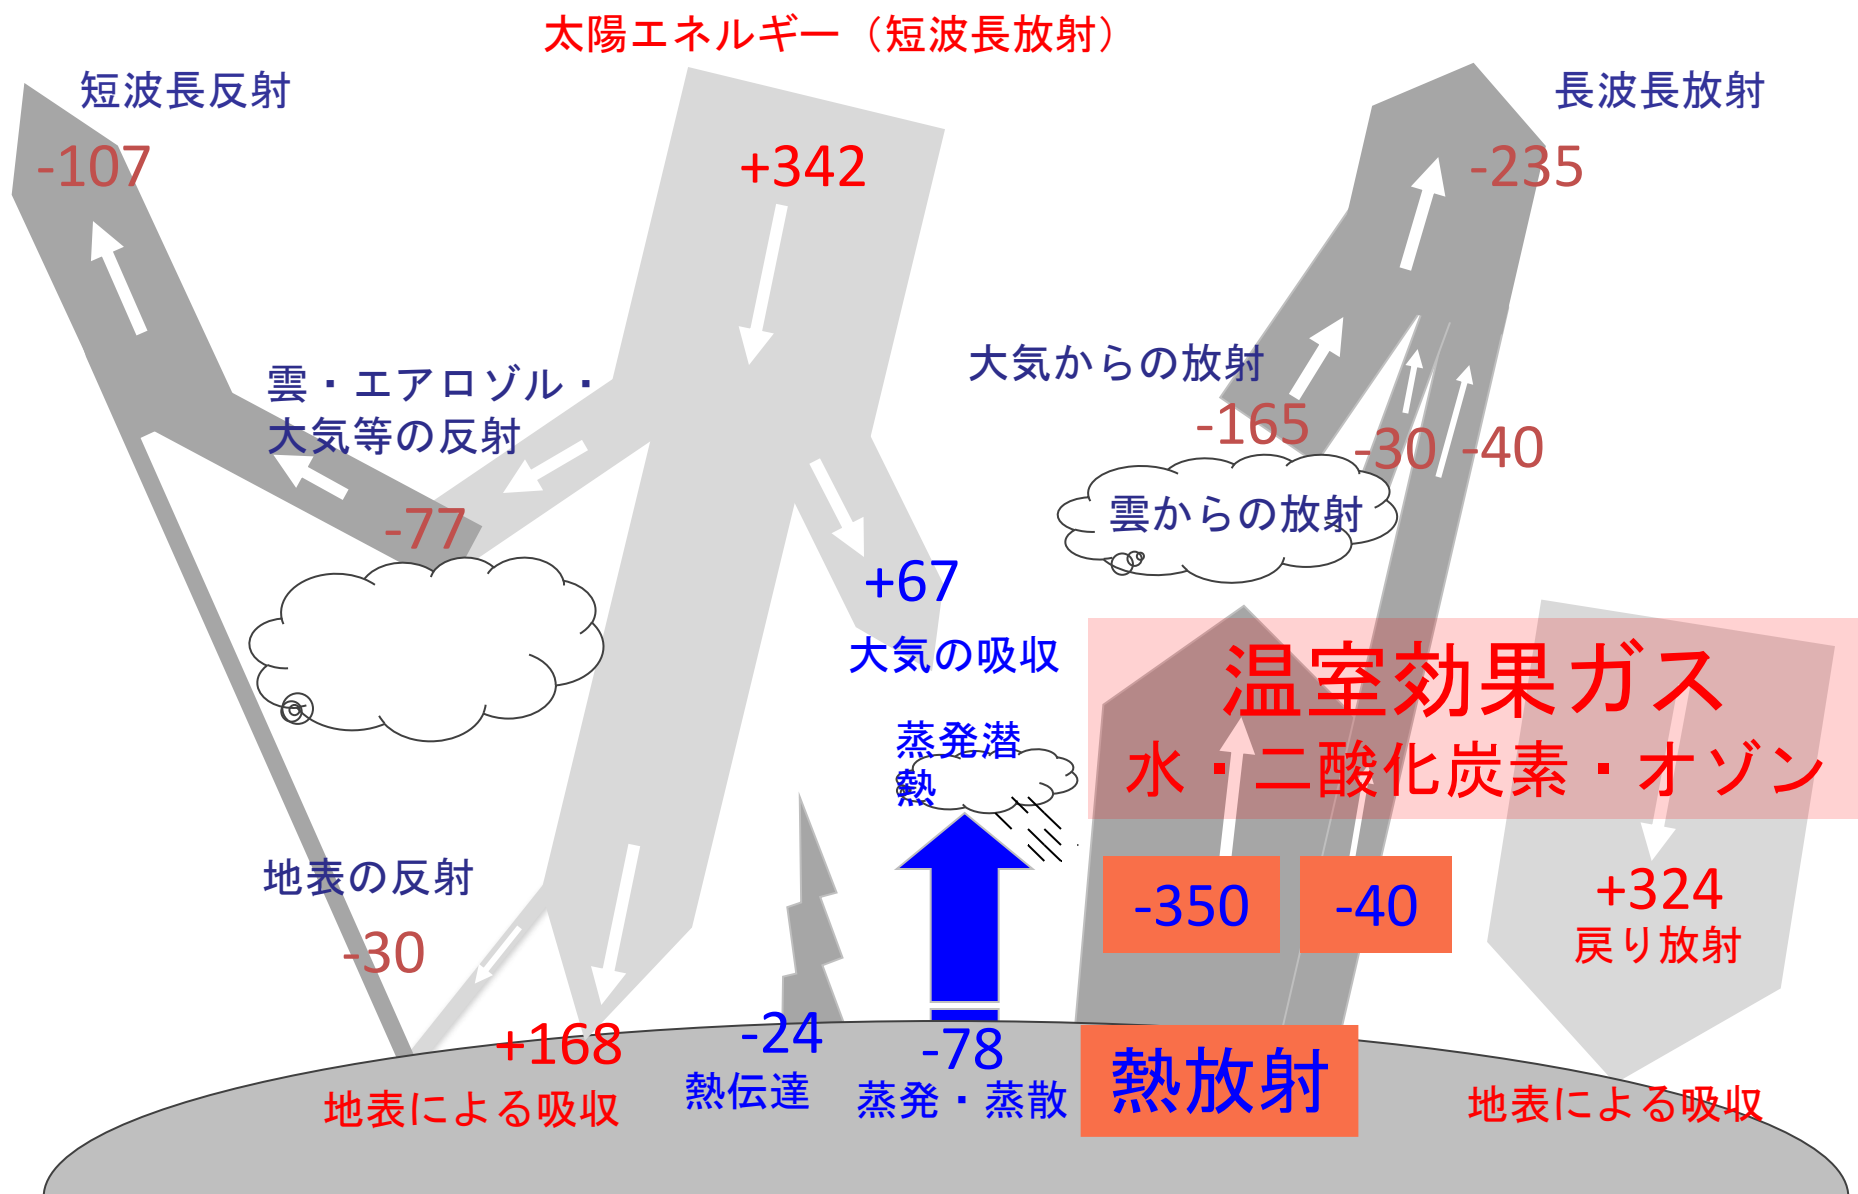 太陽エネルギー（短波長放射）
短波長反射
長波長放射
-107
+342
-235
雲・エアロゾル・
大気等の反射
大気からの放射
-165
-30
-40
-77
雲からの放射
+67
大気の吸収
温室効果ガス
水・二酸化炭素・オゾン
蒸発潜
熱
地表の反射
-30
-350
-40
+324
戻り放射
+168
地表による吸収
-24
熱伝達
-78
蒸発・蒸散
熱放射
地表による吸収